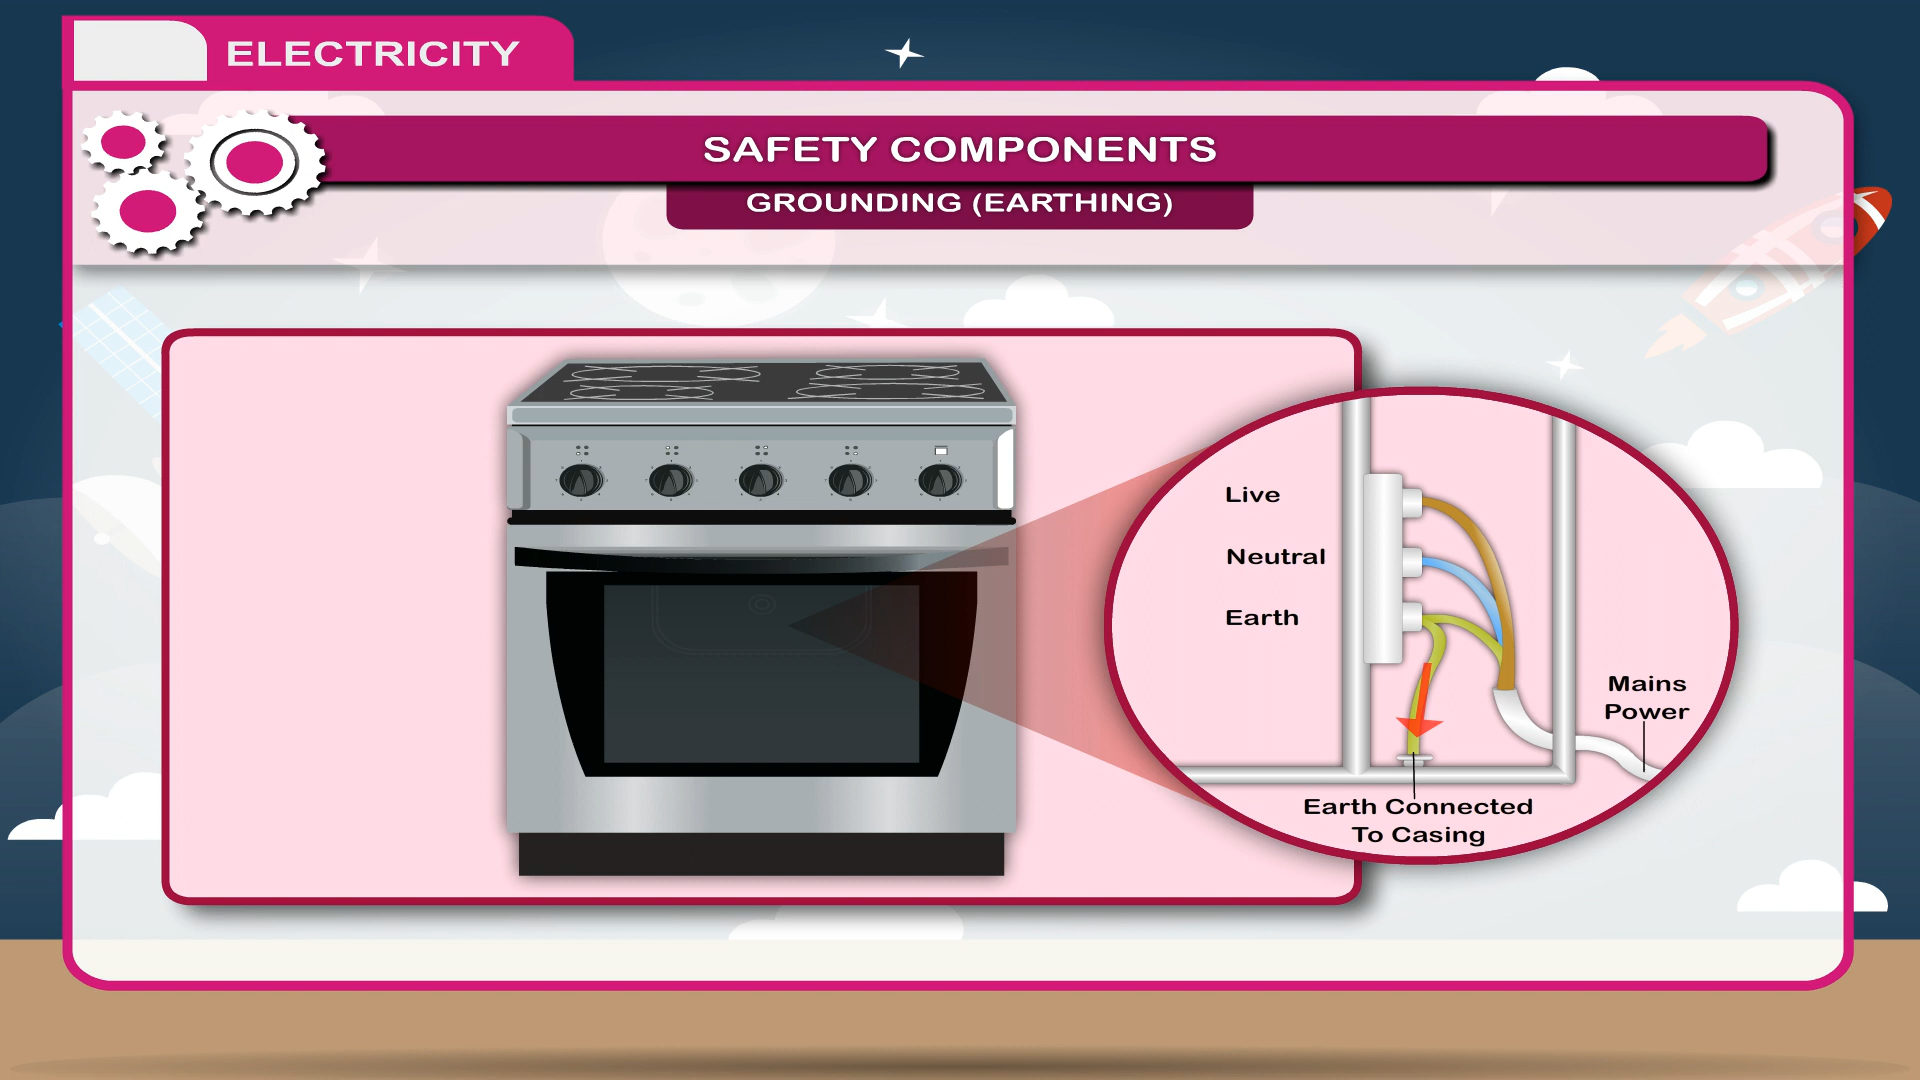 ELECTRICITY
SAFETY COMPONENTS
GROUNDING (EARTHING)
Live
Neutral
Earth
Mains
Power
Earth Connected
To Casing